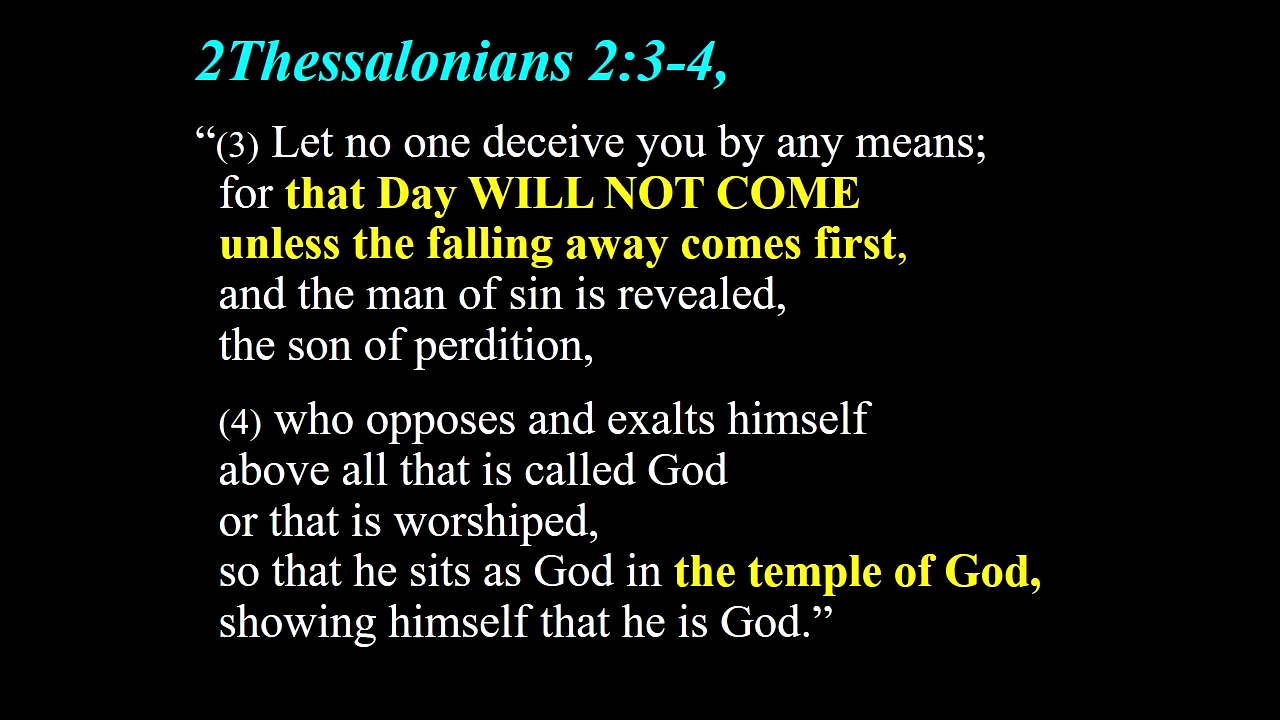 2Thessalonians 2:3-4,
“(3) Let no one deceive you by any means;
for that Day WILL NOT COME
unless the falling away comes first,
and the man of sin is revealed,
the son of perdition,
(4) who opposes and exalts himself
above all that is called God
or that is worshiped,
so that he sits as God in the temple of God,
showing himself that he is God.”